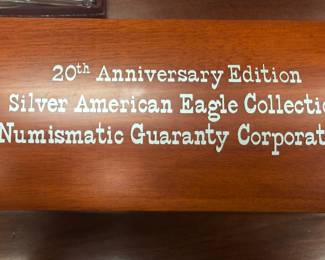 20th Anniversary Edition
Silver American Eagle Collectio
Numismatic Guaranty Corporat